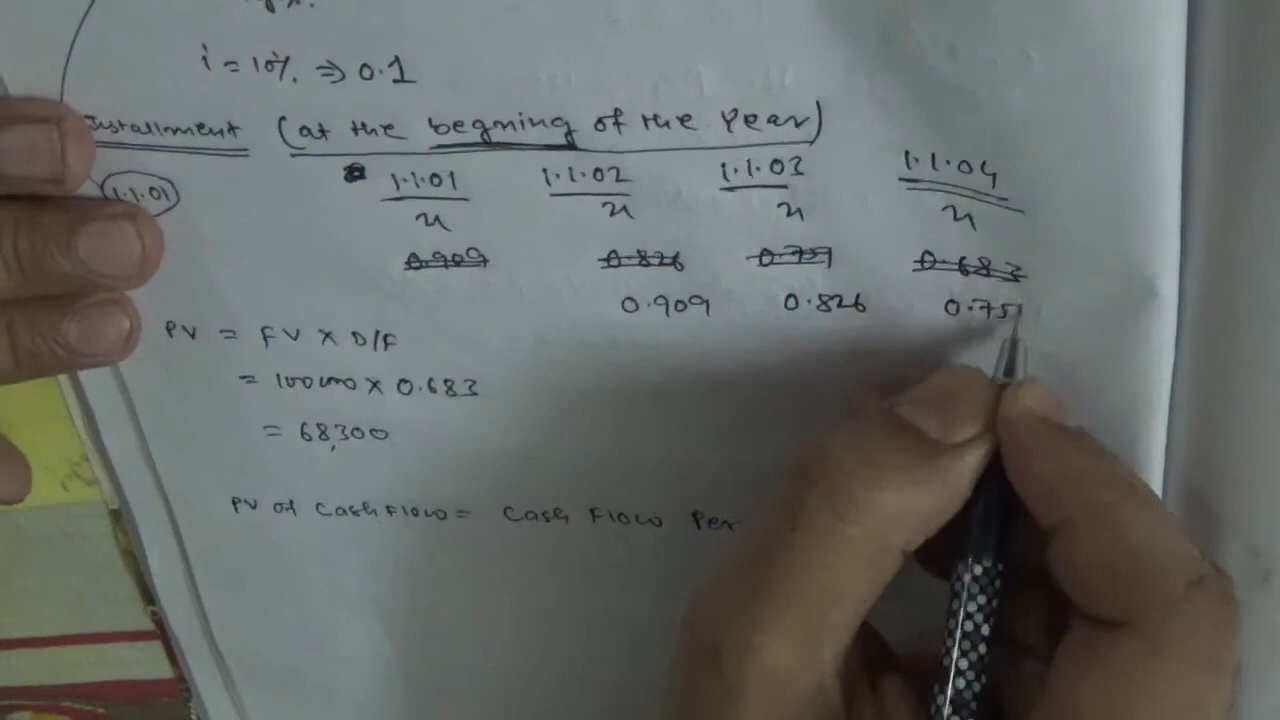 i = 10% ⇒ 0.1
Installment (at the begning of the year)
1.1.01
1.1.01 1.1.02 1.1.03 1.1.04
x x x x
0.909 0.826 0.751 0.683
0.909 0.826 0.751
PV = FV x D/F
= 100000 x 0.683
= 68,300
PV of Cash Flow = Cash Flow Per